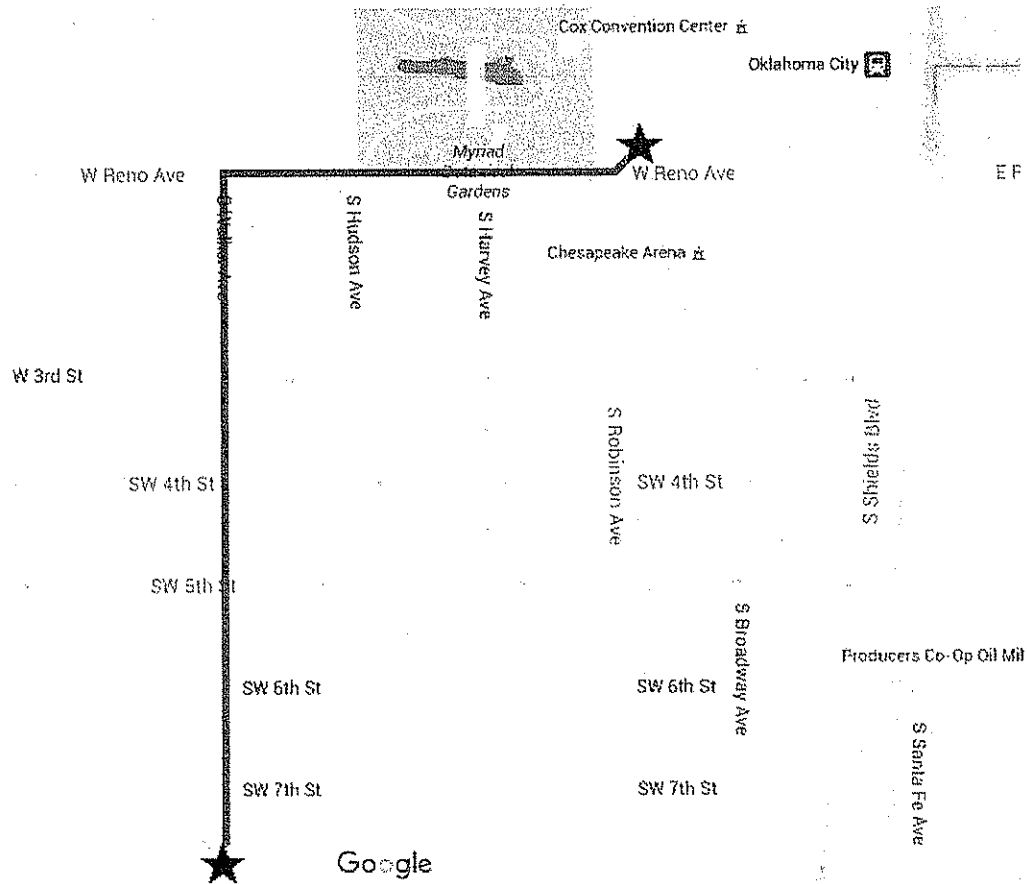 Cox Convention Center
Oklahoma City
Myriad
Gardens
W Reno Ave
W Reno Ave
S Hudson Ave
S Harvey Ave
Chesapeake Arena
W 3rd St
S Robinson Ave
S Shields Blvd
SW 4th St
SW 4th St
SW 5th St
S Broadway Ave
Producers Co-Op Oil Mil
SW 6th St
SW 6th St
S Santa Fe Ave
SW 7th St
SW 7th St
Google